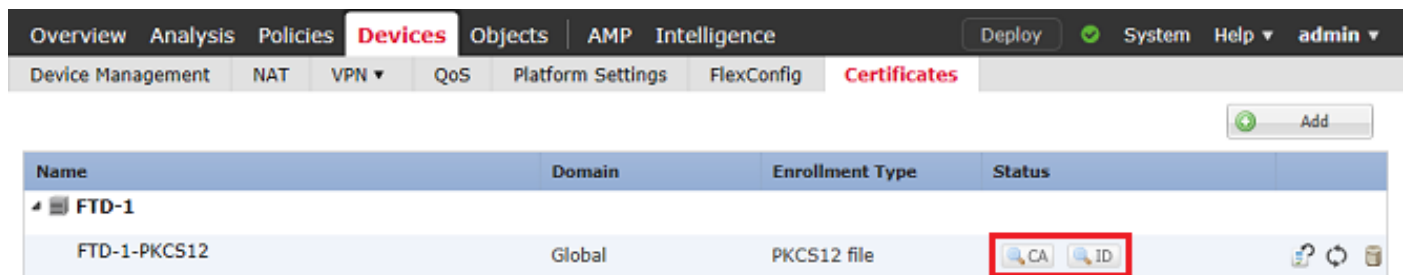 Overview Analysis Policies Devices Objects AMP Intelligence Deploy System Help admin
Device Management NAT VPN QoS Platform Settings FlexConfig Certificates
Add
Name Domain Enrollment Type Status
FTD-1
FTD-1-PKCS12 Global PKCS12 file CA ID